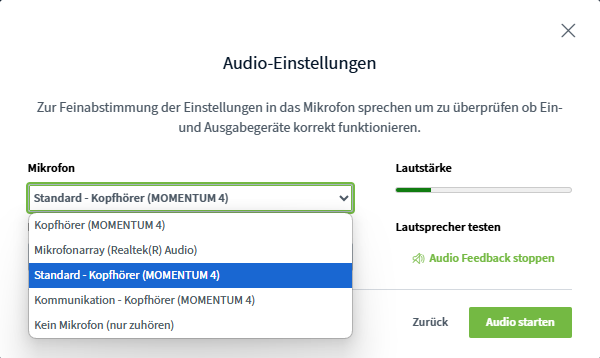 Audio-Einstellungen
Zur Feinabstimmung der Einstellungen in das Mikrofon sprechen um zu überprüfen ob Ein-
und Ausgabegeräte korrekt funktionieren.
Mikrofon
Lautstärke
Standard - Kopfhörer (MOMENTUM 4)
Kopfhörer (MOMENTUM 4)
Lautsprecher testen
Mikrofonarray (Realtek(R) Audio)
Audio Feedback stoppen
Standard - Kopfhörer (MOMENTUM 4)
Kommunikation - Kopfhörer (MOMENTUM 4)
Kein Mikrofon (nur zuhören)
Zurück
Audio starten